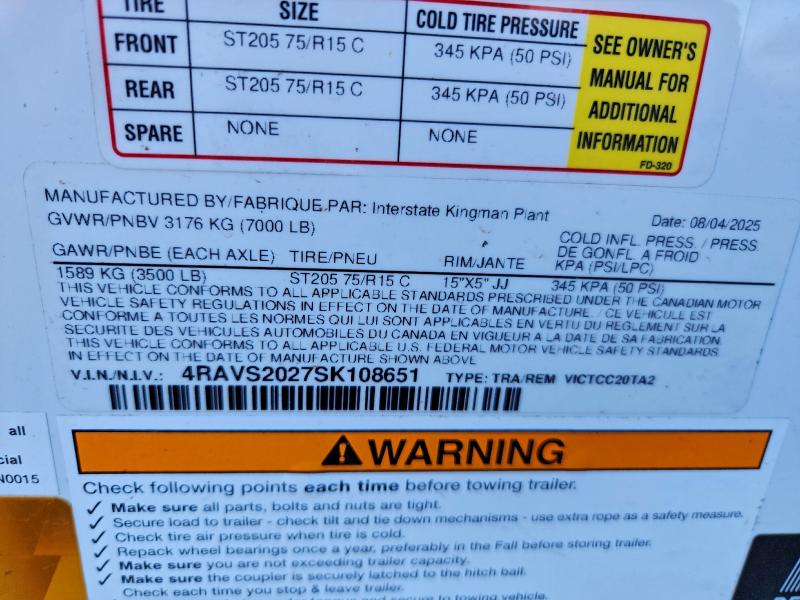 TIRE SIZE COLD TIRE PRESSURE
FRONT ST205 75/R15 C 345 KPA (50 PSI)
REAR ST205 75/R15 C 345 KPA (50 PSI)
SPARE NONE NONE
SEE OWNER'S
MANUAL FOR
ADDITIONAL
INFORMATION
FD-320
MANUFACTURED BY/FABRIQUE PAR: Interstate Kingman Plant
GVWR/PNBV 3176 KG (7000 LB) Date: 08/04/2025
GAWR/PNBE (EACH AXLE) TIRE/PNEU RIM/JANTE COLD INFL. PRESS. / PRESS.
DE GONFL. A FROID
KPA (PSI/LPC)
1589 KG (3500 LB) ST205 75/R15 C 15"X5" JJ 345 KPA (50 PSI)
THIS VEHICLE CONFORMS TO ALL APPLICABLE STANDARDS PRESCRIBED UNDER THE CANADIAN MOTOR
VEHICLE SAFETY REGULATIONS IN EFFECT ON THE DATE OF MANUFACTURE. / CE VEHICULE EST
CONFORME A TOUTES LES NORMES QUI LUI SONT APPLICABLES EN VERTU DU REGLEMENT SUR LA
SECURITE DES VEHICULES AUTOMOBILES DU CANADA EN VIGUEUR A LA DATE DE SA FABRICATION.
THIS VEHICLE CONFORMS TO ALL APPLICABLE U.S. FEDERAL MOTOR VEHICLE SAFETY STANDARDS
IN EFFECT ON THE DATE OF MANUFACTURE SHOWN ABOVE
V.I.N./N.I.V.: 4RAVS2027SK108651 TYPE: TRA/REM VICTCC20TA2
all
cial
N0015
WARNING
Check following points each time before towing trailer.
✓ Make sure all parts, bolts and nuts are tight.
✓ Secure load to trailer - check tilt and tie down mechanisms - use extra rope as a safety measure.
✓ Check tire air pressure when tire is cold.
✓ Repack wheel bearings once a year, preferably in the Fall before storing trailer.
✓ Make sure you are not exceeding trailer capacity.
✓ Make sure the coupler is securely latched to the hitch ball.
Check each time you stop & leave trailer.
secure to towing vehicle.